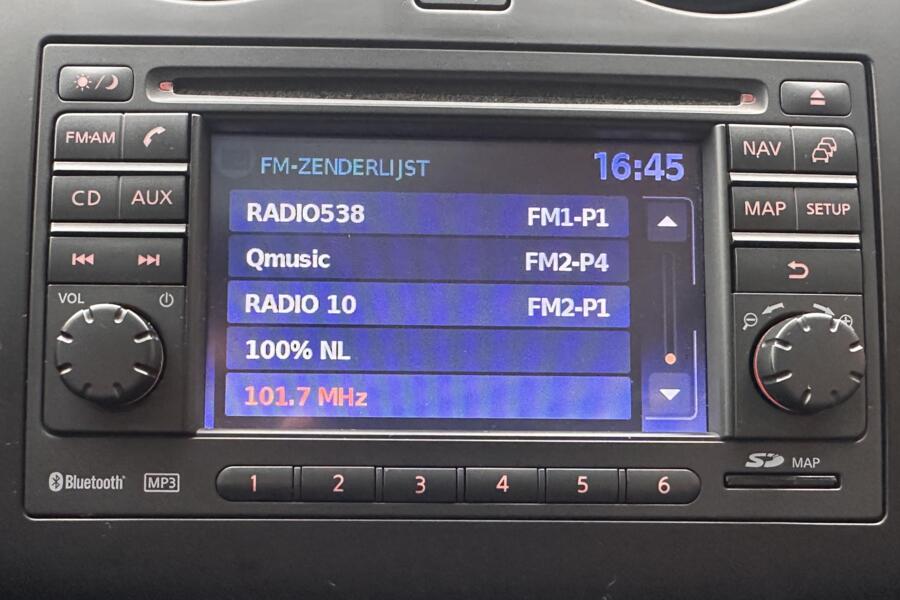 FM·AM
CD AUX
VOL
FM-ZENDERLIJST 16:45
RADIO538 FM1-P1
Qmusic FM2-P4
RADIO 10 FM2-P1
100% NL
101.7 MHz
NAV
MAP SETUP
Bluetooth MP3
1 2 3 4 5 6
SD MAP